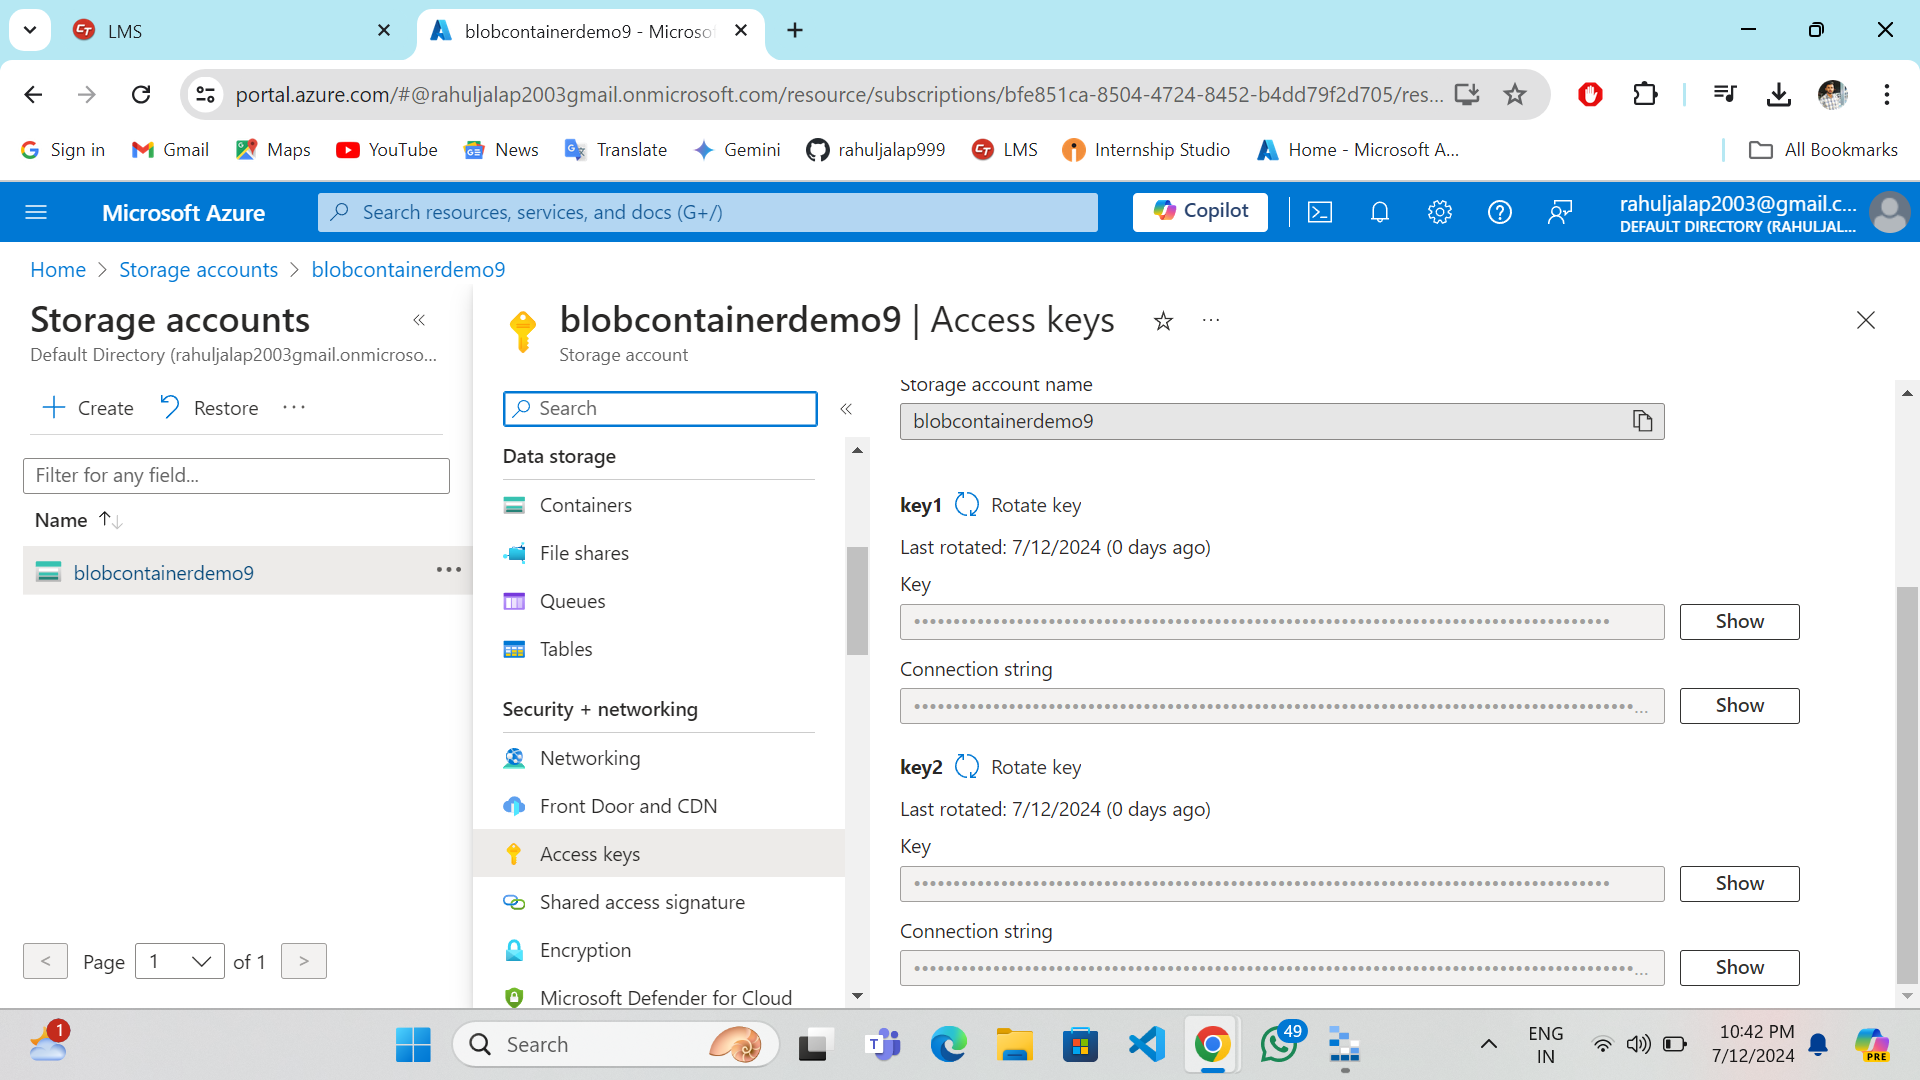 LMS
blobcontainerdemo9 - Microsof
portal.azure.com/#@rahuljalap2003gmail.onmicrosoft.com/resource/subscriptions/bfe851ca-8504-4724-8452-b4dd79f2d705/res...
Sign in
Gmail
Maps
YouTube
News
Translate
Gemini
rahuljalap999
LMS
Internship Studio
Home - Microsoft A...
All Bookmarks
Microsoft Azure
Search resources, services, and docs (G+/)
Copilot
rahuljalap2003@gmail.c...
DEFAULT DIRECTORY (RAHULJAL...
Home > Storage accounts > blobcontainerdemo9
Storage accounts
Default Directory (rahuljalap2003gmail.onmicroso...
Create
Restore
Filter for any field...
Name
blobcontainerdemo9
< Page 1 of 1 >
blobcontainerdemo9 | Access keys
Storage account
Search
Data storage
Containers
File shares
Queues
Tables
Security + networking
Networking
Front Door and CDN
Access keys
Shared access signature
Encryption
Microsoft Defender for Cloud
Storage account name
blobcontainerdemo9
key1 Rotate key
Last rotated: 7/12/2024 (0 days ago)
Key
Show
Connection string
Show
key2 Rotate key
Last rotated: 7/12/2024 (0 days ago)
Key
Show
Connection string
Show
1
Search
49
ENG
IN
10:42 PM
7/12/2024
PRE